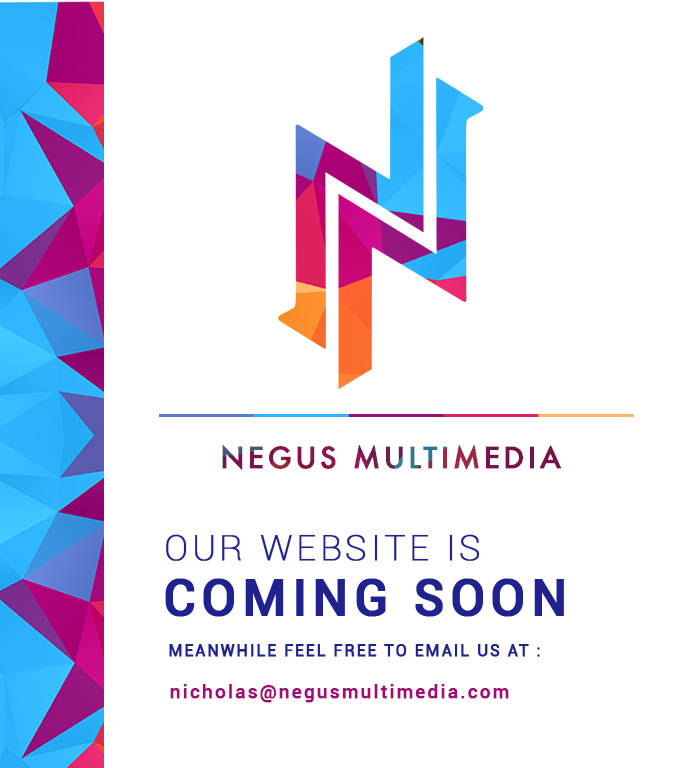 NEGUS MULTIMEDIA
OUR WEBSITE IS
COMING SOON
MEANWHILE FEEL FREE TO EMAIL US AT :
nicholas@negusmultimedia.com